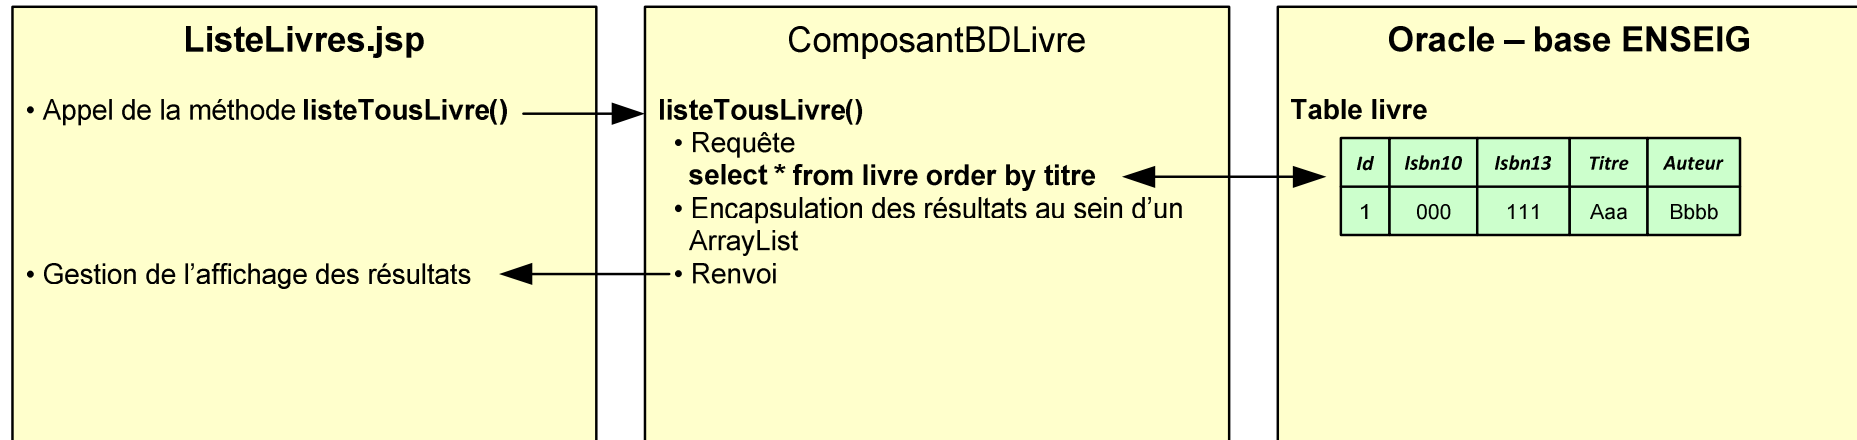 ListeLivres.jsp
• Appel de la méthode listeTousLivre()
• Gestion de l'affichage des résultats
ComposantBDLivre
listeTousLivre()
• Requête
select * from livre order by titre
• Encapsulation des résultats au sein d'un
ArrayList
• Renvoi
Oracle – base ENSEIG
Table livre
Id Isbn10 Isbn13 Titre Auteur
1 000 111 Aaa Bbbb